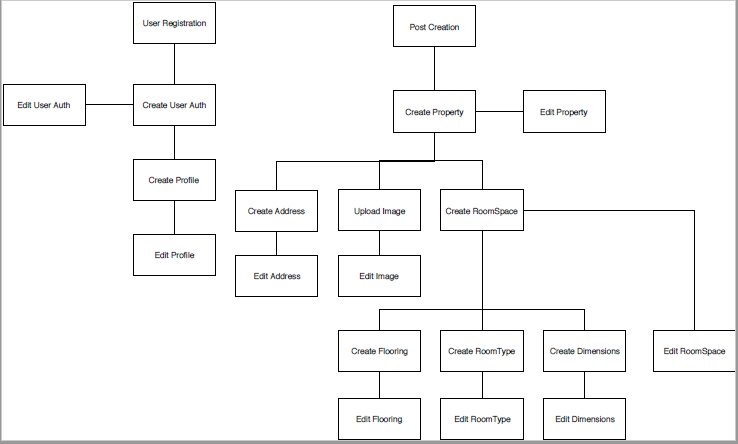 User Registration
Post Creation
Edit User Auth
Create User Auth
Create Property
Edit Property
Create Profile
Create Address
Upload Image
Create RoomSpace
Edit Profile
Edit Address
Edit Image
Create Flooring
Create RoomType
Create Dimensions
Edit RoomSpace
Edit Flooring
Edit RoomType
Edit Dimensions